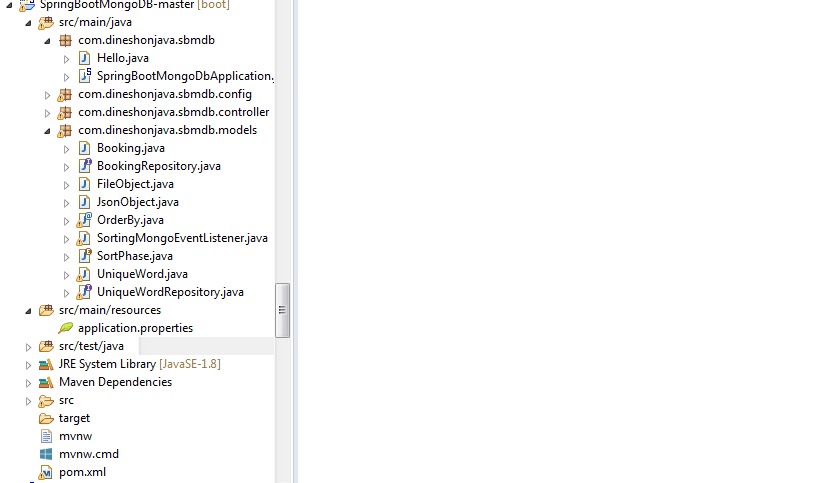 SpringBootMongoDB-master [boot]
src/main/java
com.dineshonjava.sbmdb
Hello.java
SpringBootMongoDbApplication.
com.dineshonjava.sbmdb.config
com.dineshonjava.sbmdb.controller
com.dineshonjava.sbmdb.models
Booking.java
BookingRepository.java
FileObject.java
JsonObject.java
OrderBy.java
SortingMongoEventListener.java
SortPhase.java
UniqueWord.java
UniqueWordRepository.java
src/main/resources
application.properties
src/test/java
JRE System Library [JavaSE-1.8]
Maven Dependencies
src
target
mvnw
mvnw.cmd
pom.xml